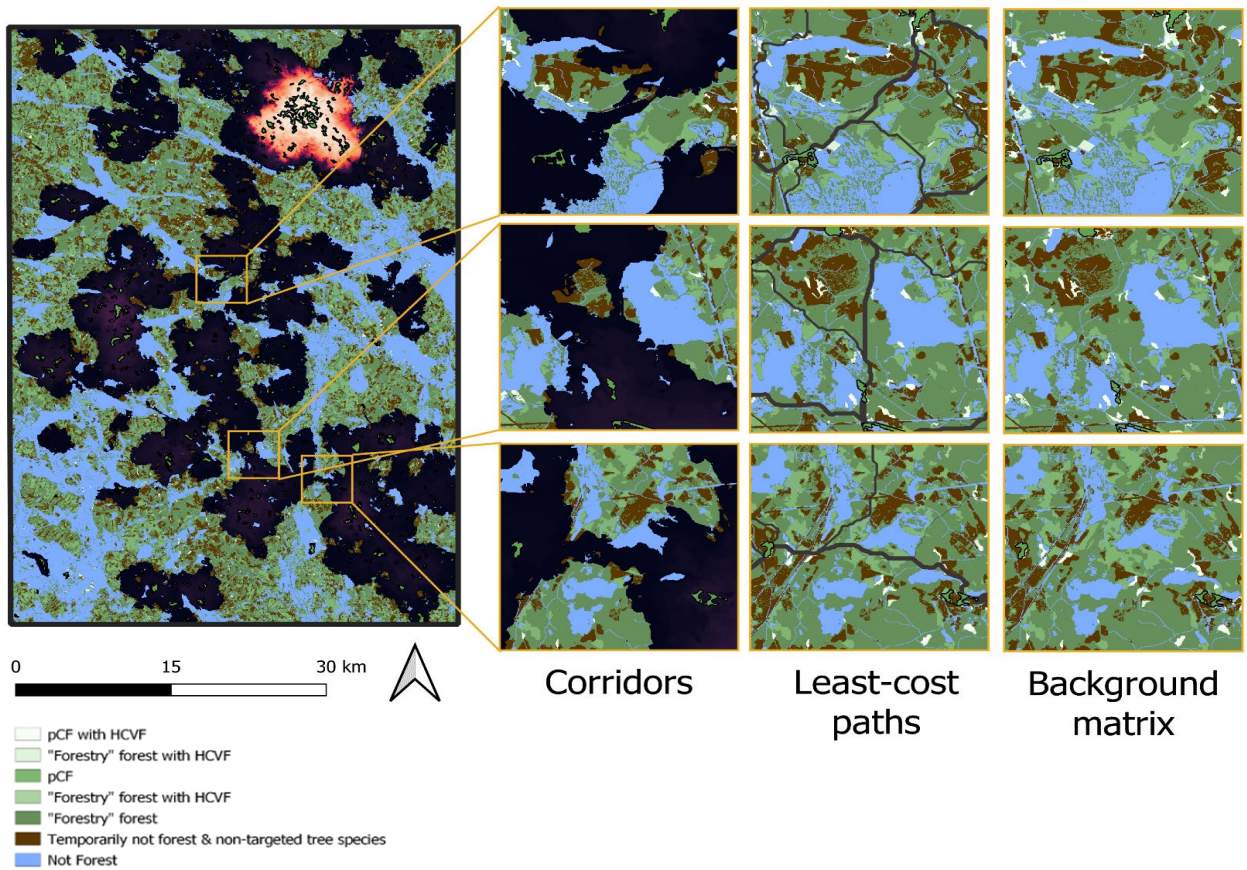 Corridors
Least-cost
paths
Background
matrix
0 15 30 km
pCF with HCVF
"Forestry" forest with HCVF
pCF
"Forestry" forest with HCVF
"Forestry" forest
Temporarily not forest & non-targeted tree species
Not Forest